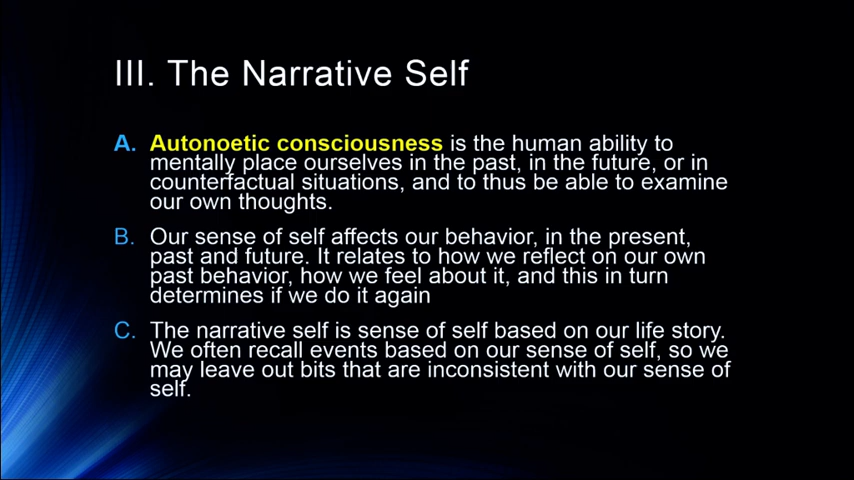 III. The Narrative Self
A. Autonoetic consciousness is the human ability to
mentally place ourselves in the past, in the future, or in
counterfactual situations, and to thus be able to examine
our own thoughts.
B. Our sense of self affects our behavior, in the present,
past and future. It relates to how we reflect on our own
past behavior, how we feel about it, and this in turn
determines if we do it again
C. The narrative self is sense of self based on our life story.
We often recall events based on our sense of self, so we
may leave out bits that are inconsistent with our sense of
self.